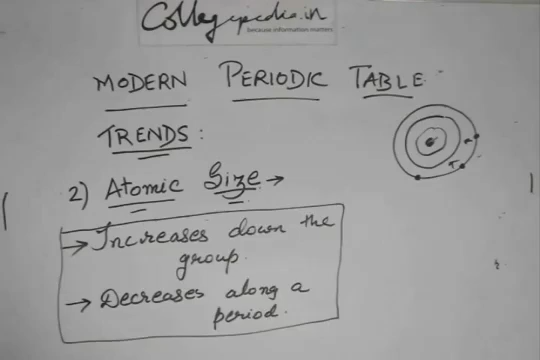 Collegepedia.in
because information matters
MODERN PERIODIC TABLE
TRENDS:
2) Atomic Size →
→ Increases down the
group.
→ Decreases along a
period.